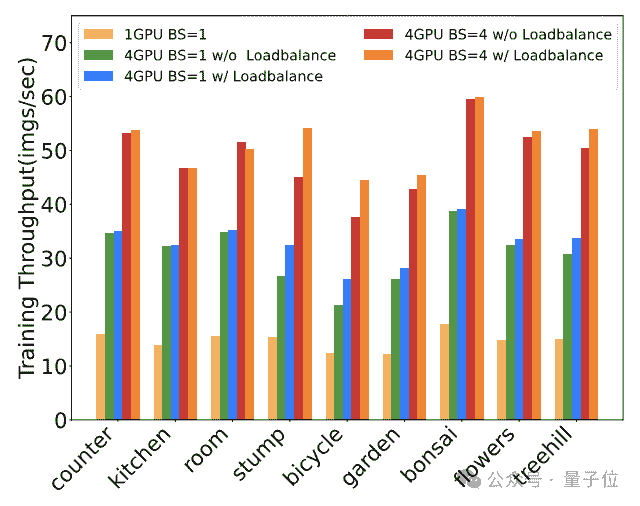 1GPU BS=1
4GPU BS=1 w/o Loadbalance
4GPU BS=1 w/ Loadbalance
4GPU BS=4 w/o Loadbalance
4GPU BS=4 w/ Loadbalance
Training Throughput(imgs/sec)
70
60
50
40
30
20
10
0
counter
kitchen
room
stump
bicycle
garden
bonsai
flowers
treehill
公众号·量子位